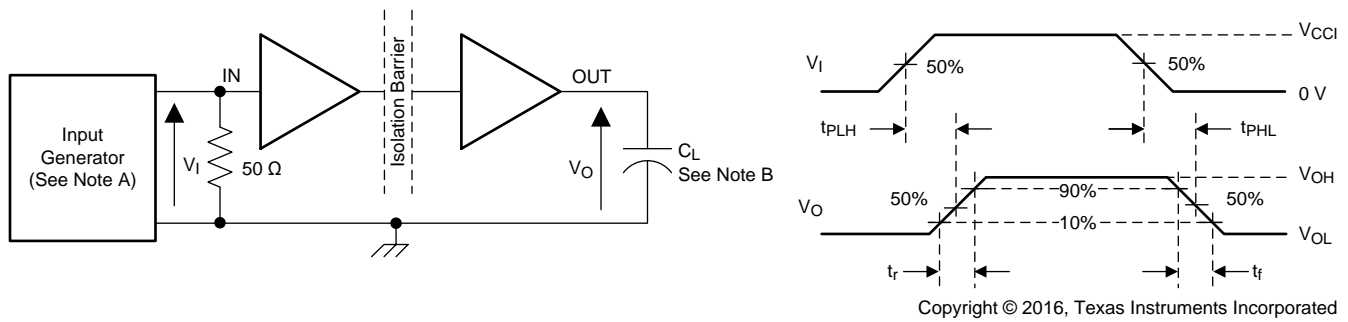 Input
Generator
(See Note A)
V_I
IN
50 Ω
Isolation Barrier
OUT
V_O
C_L
See Note B
V_I
50%
50%
V_CCI
0 V
t_PLH
t_PHL
V_O
50%
90%
10%
50%
V_OH
V_OL
t_r
t_f
Copyright © 2016, Texas Instruments Incorporated